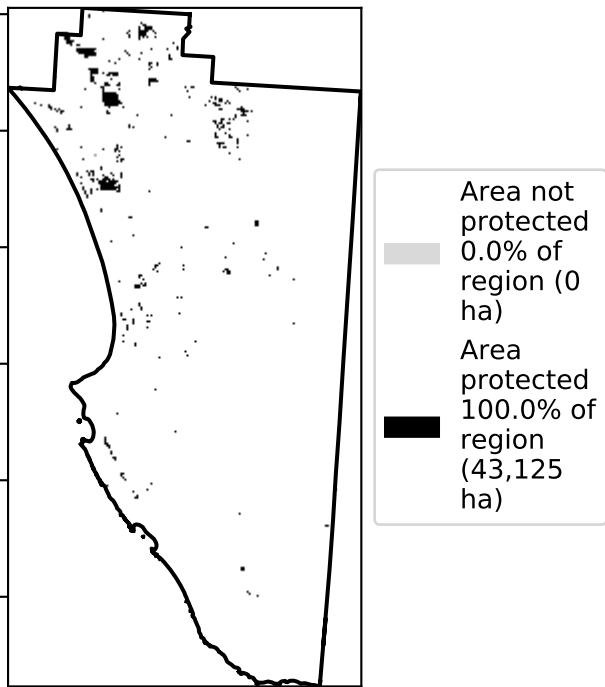 Area not
protected
0.0% of
region (0
ha)
Area
protected
100.0% of
region
(43,125
ha)